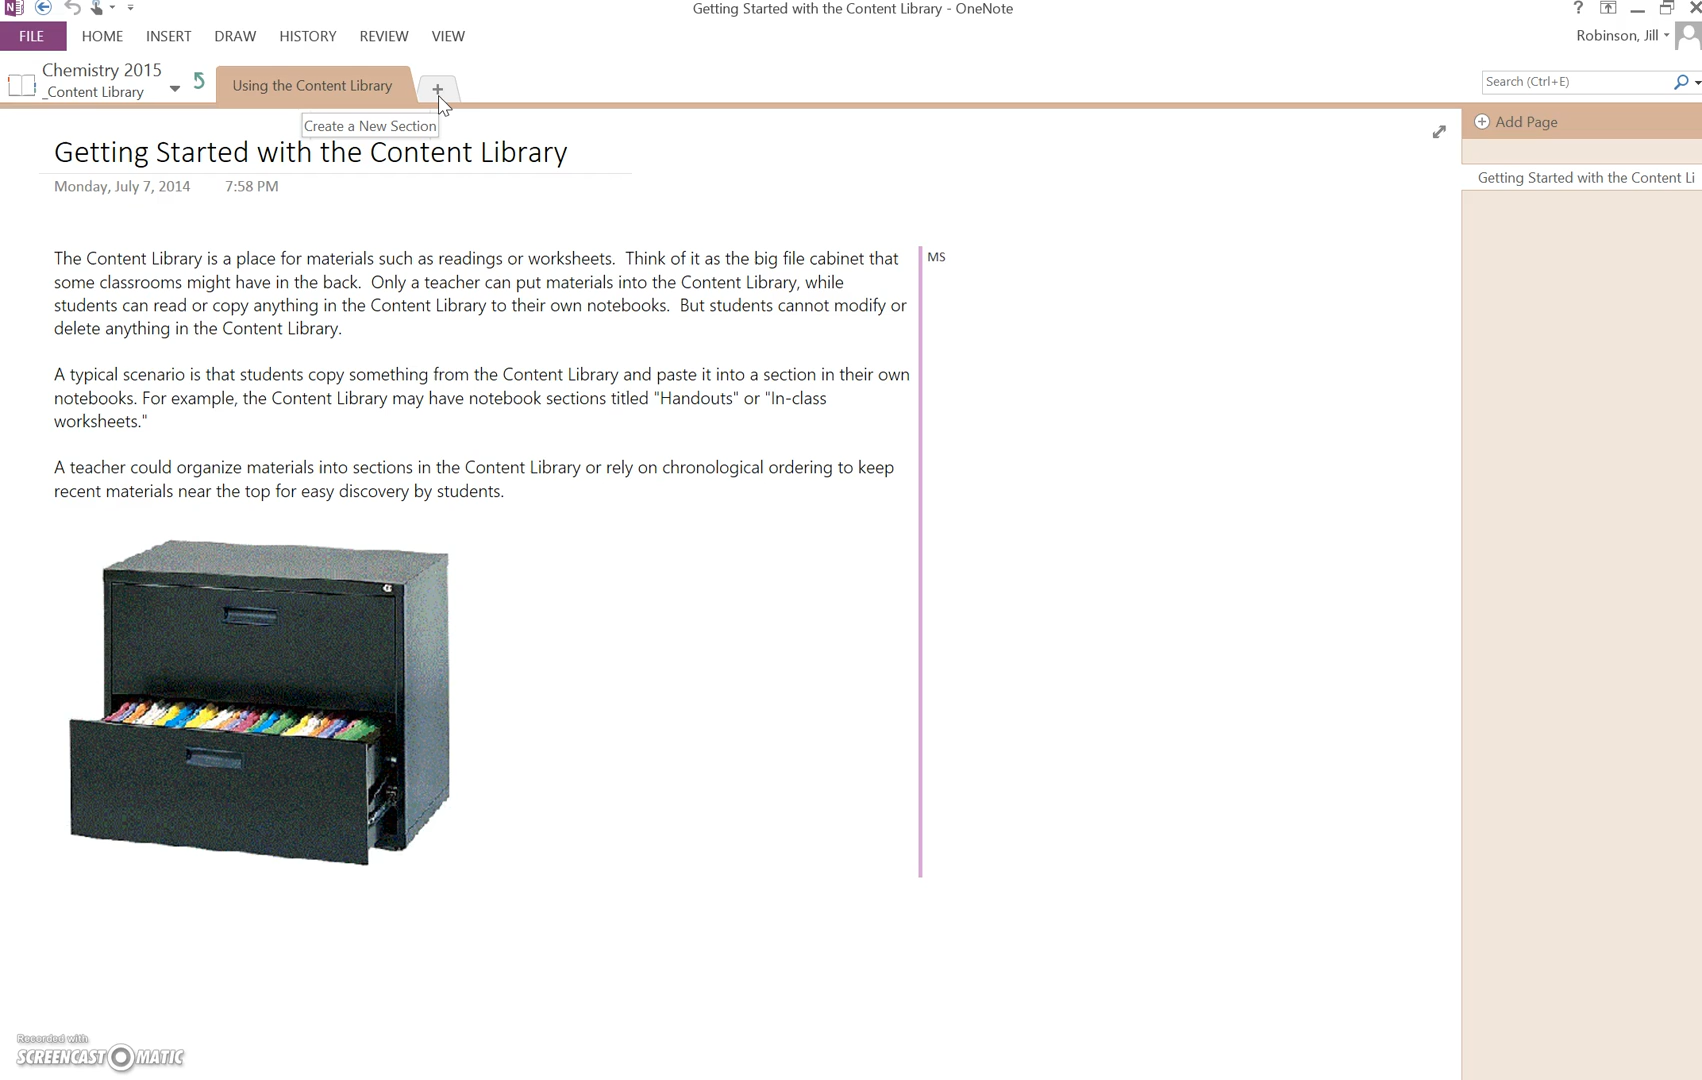 Getting Started with the Content Library - OneNote
FILE HOME INSERT DRAW HISTORY REVIEW VIEW
Robinson, Jill
Chemistry 2015
_Content Library
Using the Content Library
+
Search (Ctrl+E)
Create a New Section
Add Page
Getting Started with the Content Library
Getting Started with the Content Li
Monday, July 7, 2014 7:58 PM
The Content Library is a place for materials such as readings or worksheets. Think of it as the big file cabinet that
some classrooms might have in the back. Only a teacher can put materials into the Content Library, while
students can read or copy anything in the Content Library to their own notebooks. But students cannot modify or
delete anything in the Content Library.
MS
A typical scenario is that students copy something from the Content Library and paste it into a section in their own
notebooks. For example, the Content Library may have notebook sections titled "Handouts" or "In-class
worksheets."
A teacher could organize materials into sections in the Content Library or rely on chronological ordering to keep
recent materials near the top for easy discovery by students.
Recorded with
SCREENCAST MATIC